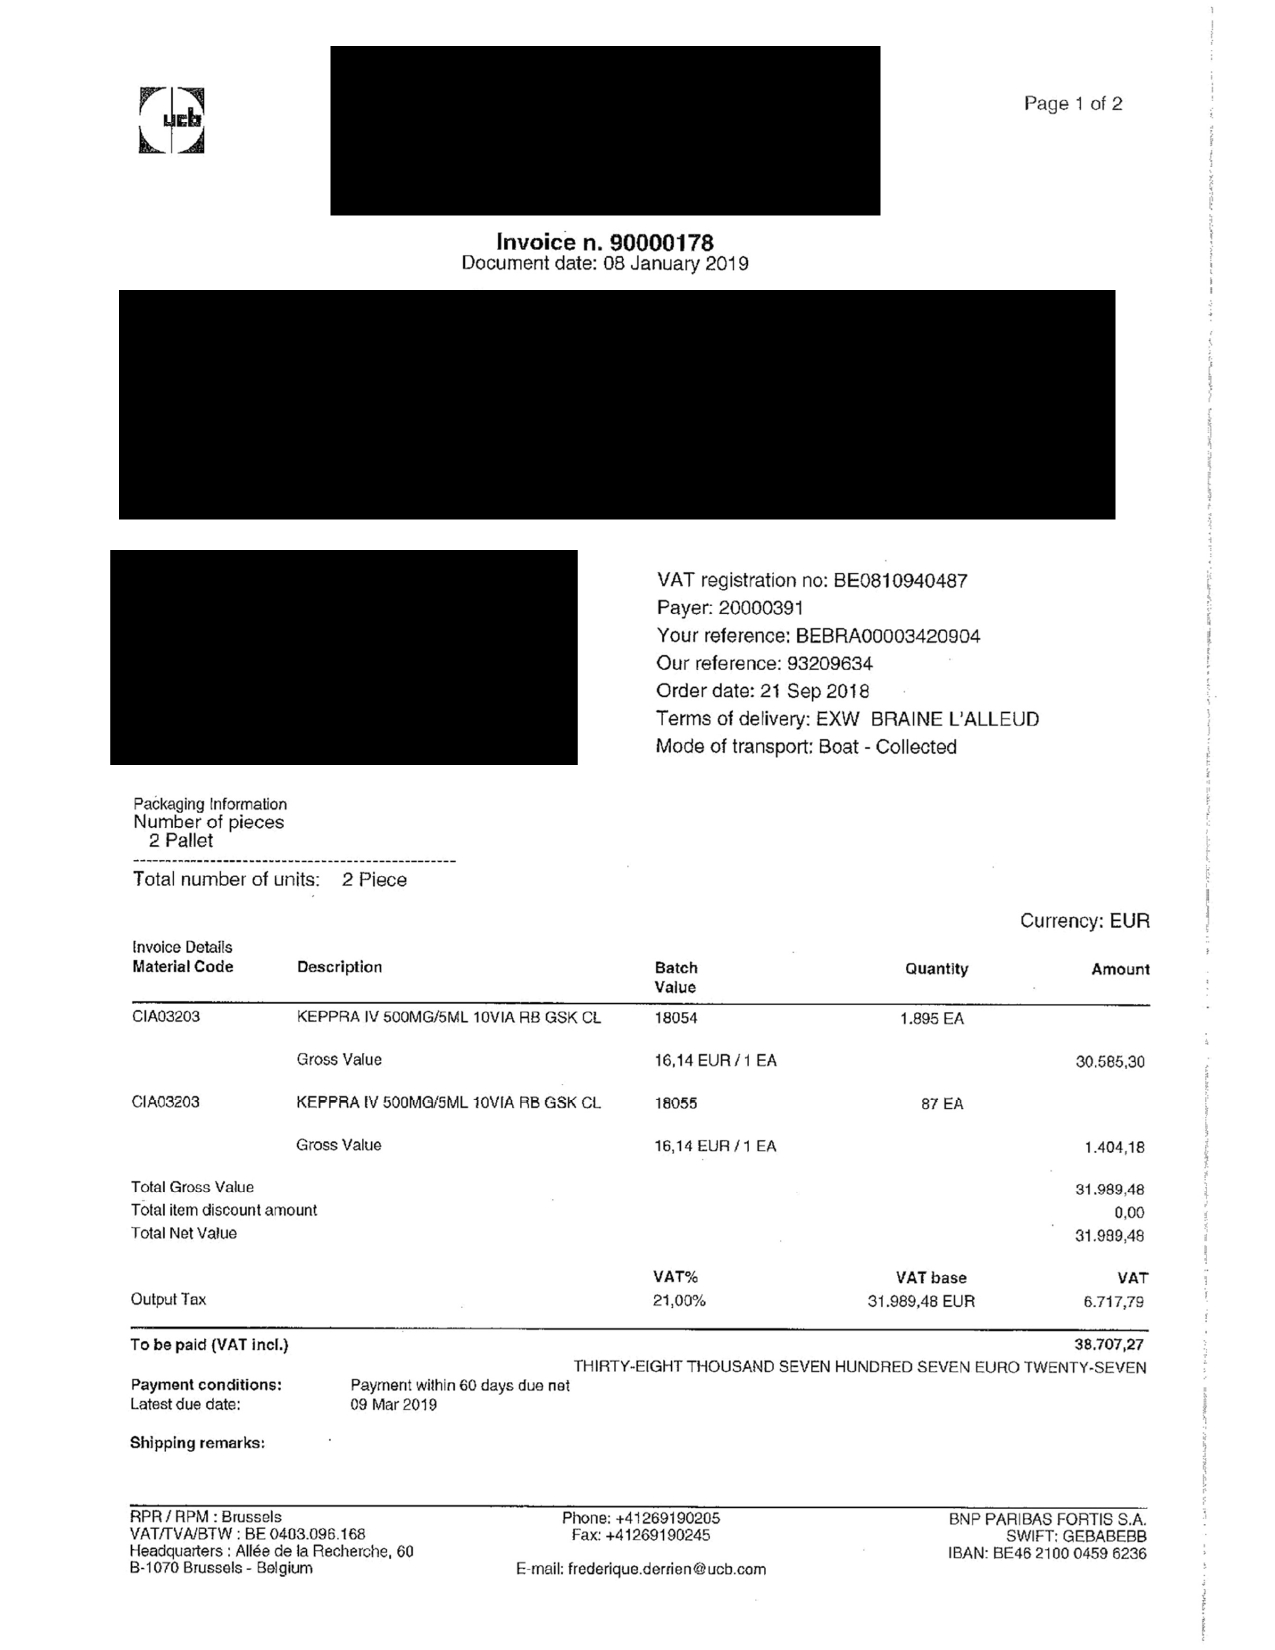 ucb
Page 1 of 2
Invoice n. 90000178
Document date: 08 January 2019
VAT registration no: BE0810940487
Payer: 20000391
Your reference: BEBRA00003420904
Our reference: 93209634
Order date: 21 Sep 2018
Terms of delivery: EXW BRAINE L'ALLEUD
Mode of transport: Boat - Collected
Packaging Information
Number of pieces
2 Pallet
Total number of units: 2 Piece
Currency: EUR
Invoice Details
Material Code Description Batch Quantity Amount
Value
CIA03203 KEPPRA IV 500MG/5ML 10VIA RB GSK CL 18054 1.895 EA
Gross Value 16,14 EUR / 1 EA 30.585,30
CIA03203 KEPPRA IV 500MG/5ML 10VIA RB GSK CL 18055 87 EA
Gross Value 16,14 EUR / 1 EA 1.404,18
Total Gross Value 31.989,48
Total item discount amount 0,00
Total Net Value 31.989,48
VAT% VAT base VAT
Output Tax 21,00% 31.989,48 EUR 6.717,79
To be paid (VAT incl.) 38.707,27
THIRTY-EIGHT THOUSAND SEVEN HUNDRED SEVEN EURO TWENTY-SEVEN
Payment conditions: Payment within 60 days due net
Latest due date: 09 Mar 2019
Shipping remarks:
RPR / RPM : Brussels Phone: +41269190205 BNP PARIBAS FORTIS S.A.
VAT/TVA/BTW : BE 0403.096.168 Fax: +41269190245 SWIFT: GEBABEBB
Headquarters : Allée de la Recherche, 60 IBAN: BE46 2100 0459 6236
B-1070 Brussels - Belgium E-mail: frederique.derrien@ucb.com